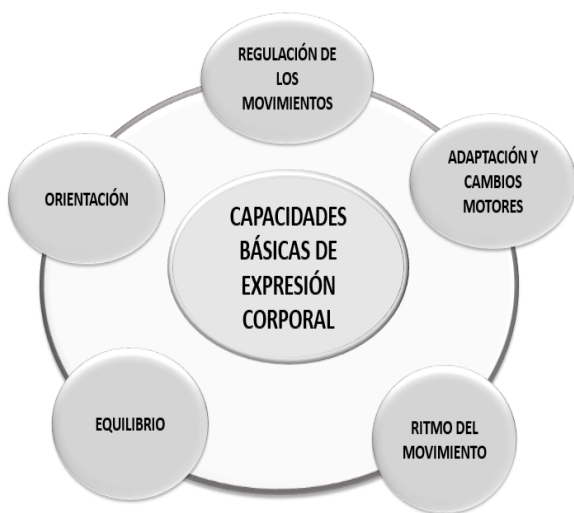 REGULACIÓN DE
LOS
MOVIMIENTOS
ADAPTACIÓN Y
CAMBIOS
MOTORES
ORIENTACIÓN
CAPACIDADES
BÁSICAS DE
EXPRESIÓN
CORPORAL
EQUILIBRIO
RITMO DEL
MOVIMIENTO